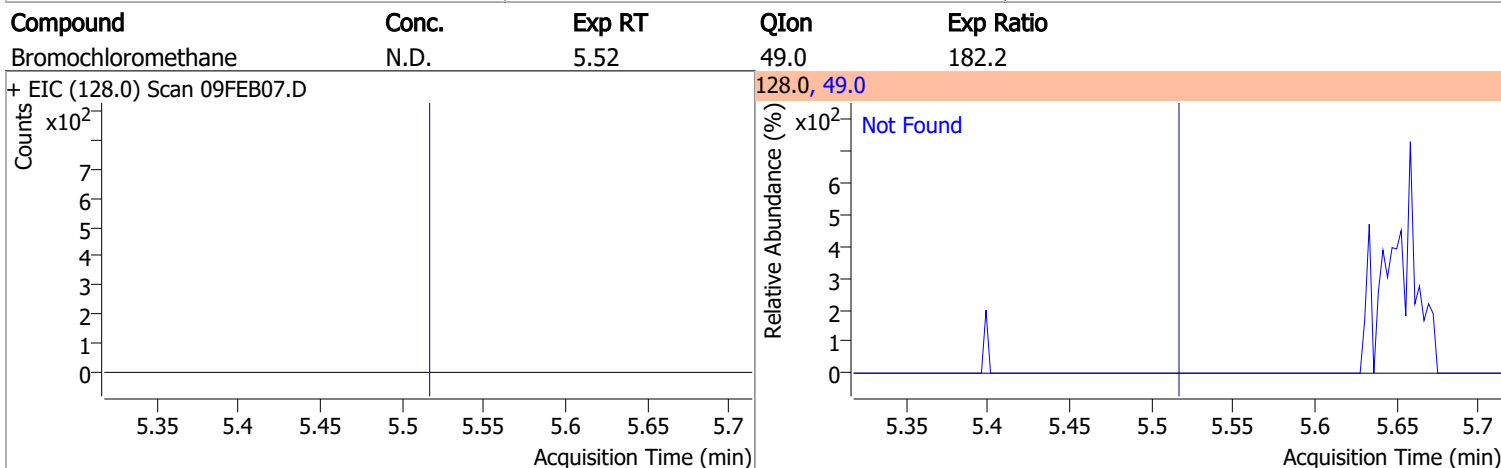 Compound Conc. Exp RT QIon Exp Ratio
Bromochloromethane N.D. 5.52 49.0 182.2
+ EIC (128.0) Scan 09FEB07.D
Counts
x10²
7
6
5
4
3
2
1
0
5.35 5.4 5.45 5.5 5.55 5.6 5.65 5.7
Acquisition Time (min)
128.0, 49.0
Relative Abundance (%)
x10²
Not Found
6
5
4
3
2
1
0
5.35 5.4 5.45 5.5 5.55 5.6 5.65 5.7
Acquisition Time (min)